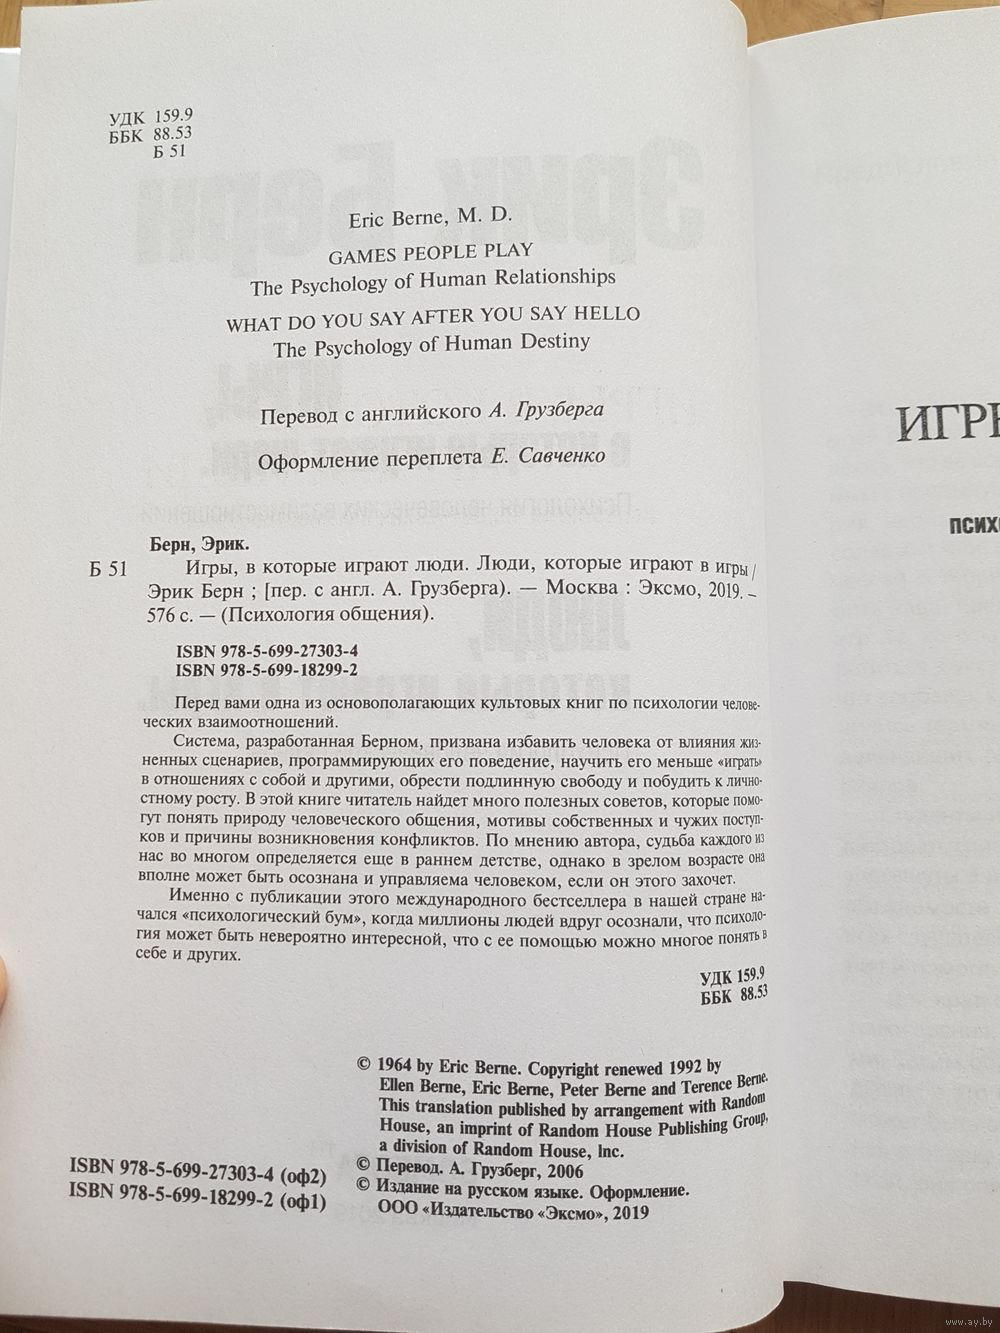 УДК 159.9
ББК 88.53
Б 51
Eric Berne, M. D.
GAMES PEOPLE PLAY
The Psychology of Human Relationships
WHAT DO YOU SAY AFTER YOU SAY HELLO
The Psychology of Human Destiny
Перевод с английского А. Грузберга
Оформление переплета Е. Савченко
Берн, Эрик.
Б 51 Игры, в которые играют люди. Люди, которые играют в игры /
Эрик Берн ; [пер. с англ. А. Грузберга). — Москва : Эксмо, 2019. –
576 с. — (Психология общения).
ISBN 978-5-699-27303-4
ISBN 978-5-699-18299-2
Перед вами одна из основополагающих культовых книг по психологии челове-
ческих взаимоотношений.
Система, разработанная Берном, призвана избавить человека от влияния жиз-
ненных сценариев, программирующих его поведение, научить его меньше «играть»
в отношениях с собой и другими, обрести подлинную свободу и побудить к лично-
стному росту. В этой книге читатель найдет много полезных советов, которые помо-
гут понять природу человеческого общения, мотивы собственных и чужих поступ-
ков и причины возникновения конфликтов. По мнению автора, судьба каждого из
нас во многом определяется еще в раннем детстве, однако в зрелом возрасте она
вполне может быть осознана и управляема человеком, если он этого захочет.
Именно с публикации этого международного бестселлера в нашей стране на-
чался «психологический бум», когда миллионы людей вдруг осознали, что психоло-
гия может быть невероятно интересной, что с ее помощью можно многое понять в
себе и других.
УДК 159.9
ББК 88.53
© 1964 by Eric Berne. Copyright renewed 1992 by
Ellen Berne, Eric Berne, Peter Berne and Terence Berne.
This translation published by arrangement with Random
House, an imprint of Random House Publishing Group,
a division of Random House, Inc.
© Перевод. А. Грузберг, 2006
© Издание на русском языке. Оформление.
ООО «Издательство «Эксмо», 2019
ISBN 978-5-699-27303-4 (оф2)
ISBN 978-5-699-18299-2 (оф1)
ИГРЫ
ПСИХО
www.ay.by